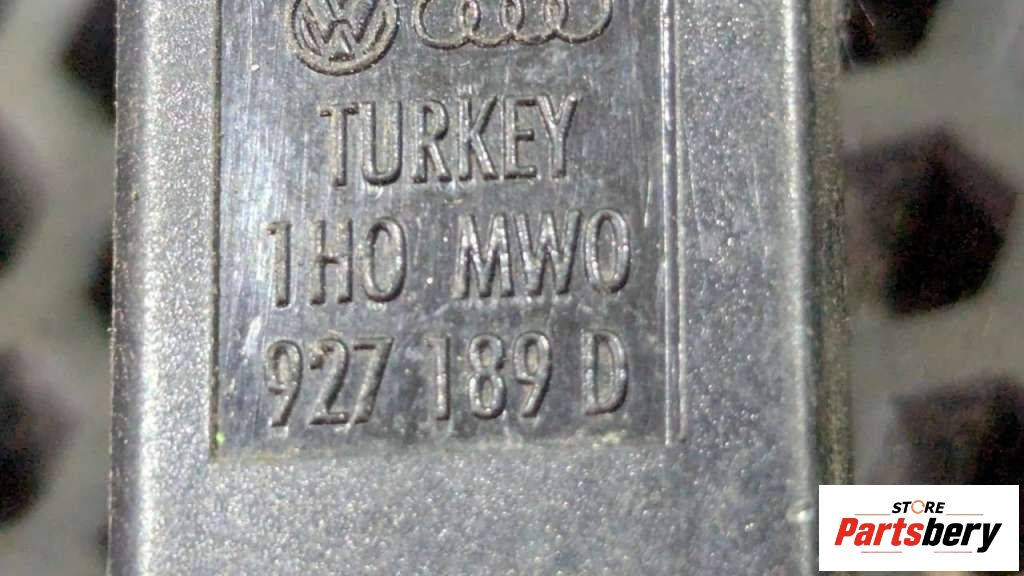 TURKEY
1H0 MW0
927 189 D
STORE
Partsbery